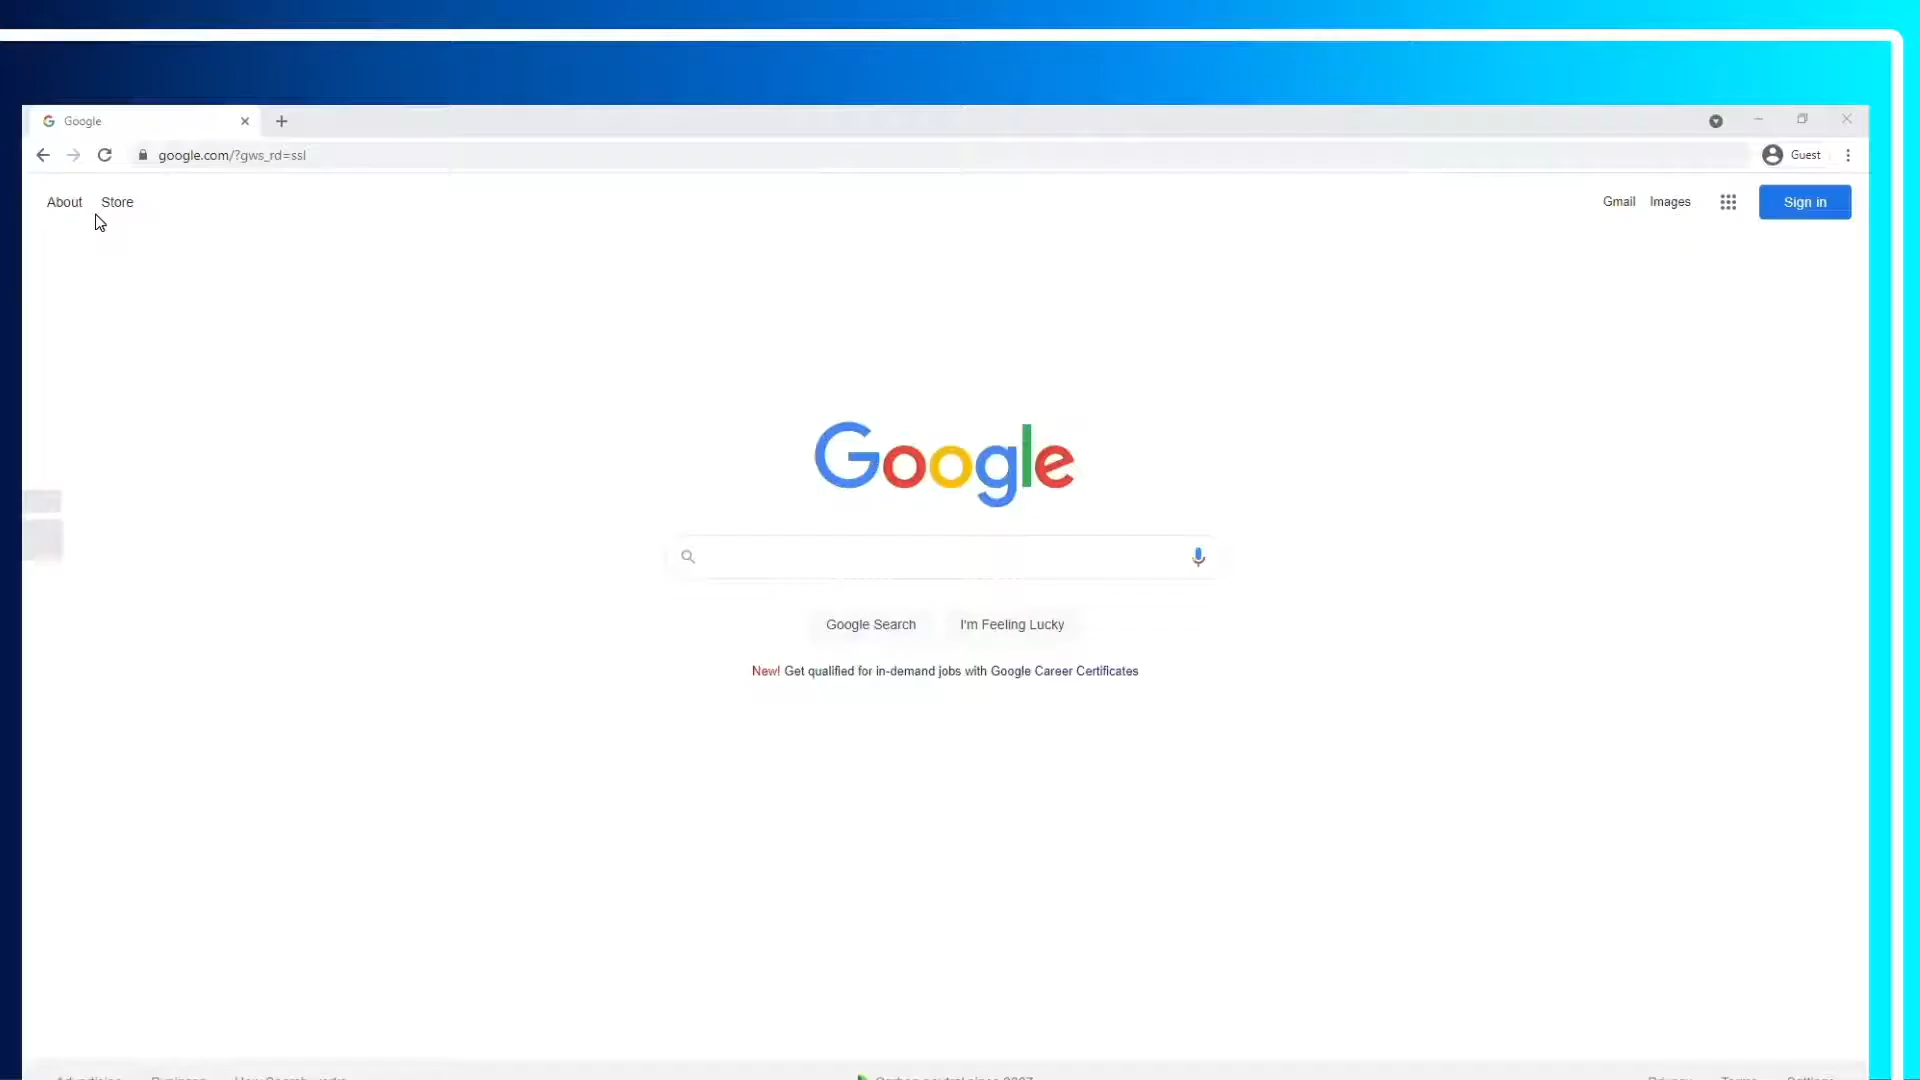 Google
google.com/?gws_rd=ssl
Guest
About Store
Gmail Images Sign in
Google
Google Search I'm Feeling Lucky
New! Get qualified for in-demand jobs with Google Career Certificates